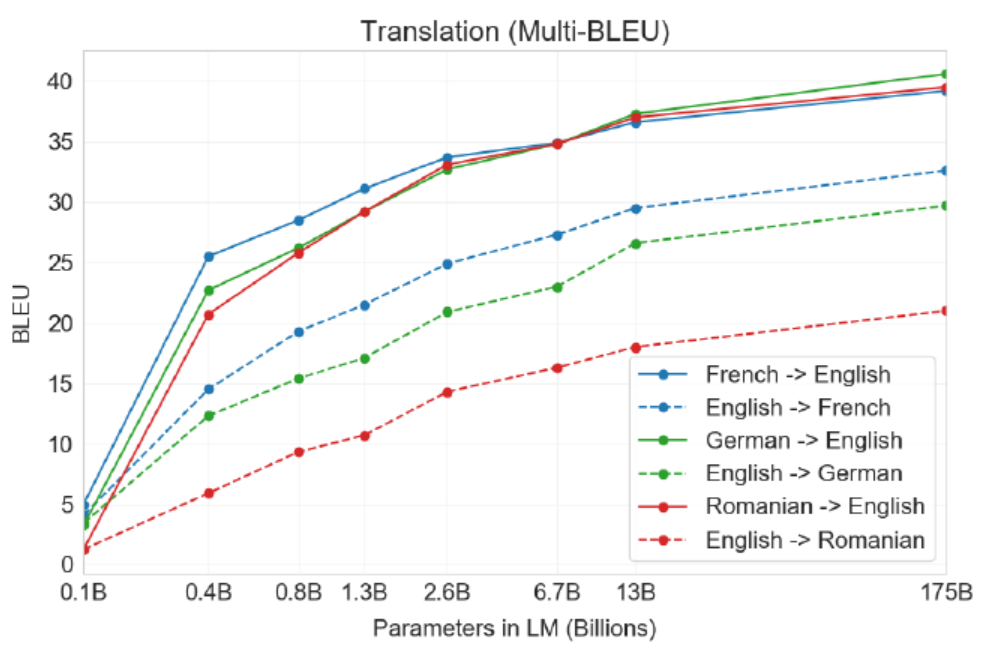 Translation (Multi-BLEU)
40
35
30
25
20
15
10
5
0
BLEU
0.1B 0.4B 0.8B 1.3B 2.6B 6.7B 13B 175B
Parameters in LM (Billions)
French -> English
English -> French
German -> English
English -> German
Romanian -> English
English -> Romanian